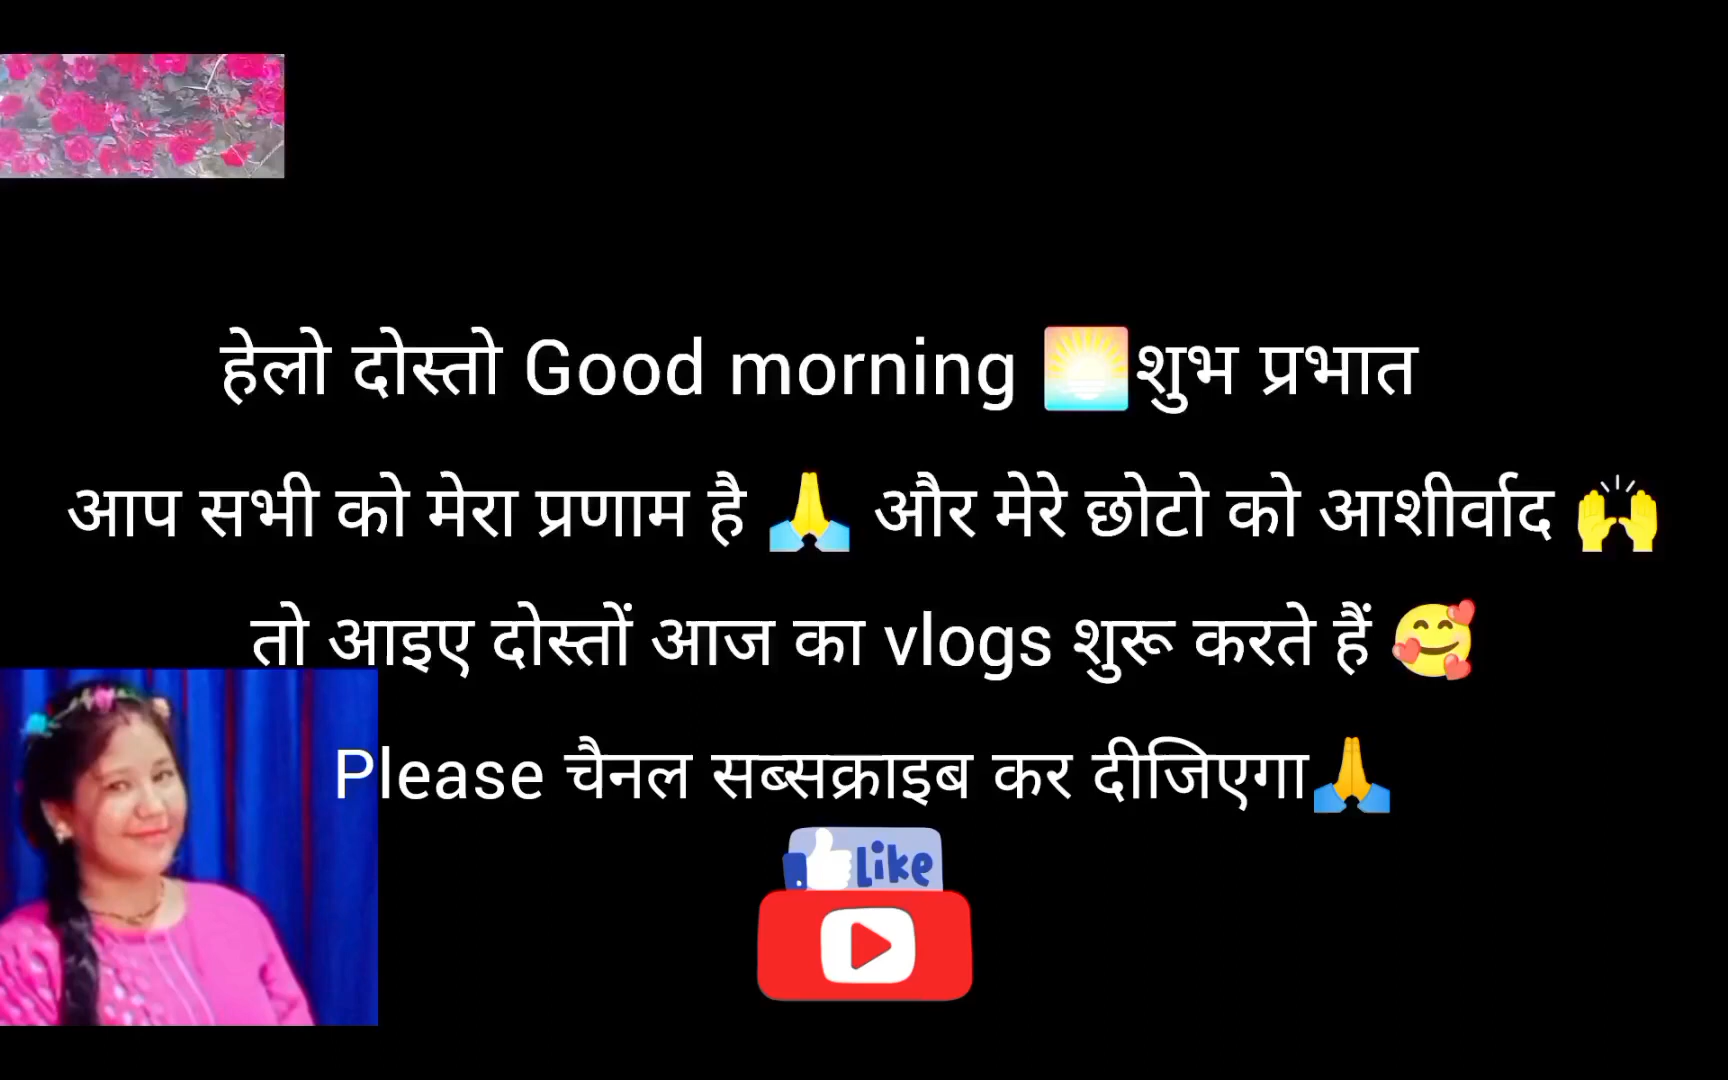 हेलो दोस्तो Good morning 🌅शुभ प्रभात
आप सभी को मेरा प्रणाम है 🙏 और मेरे छोटो को आशीर्वाद 🙌
तो आइए दोस्तों आज का vlogs शुरू करते हैं 🥰
Please चैनल सब्सक्राइब कर दीजिएगा🙏
Like